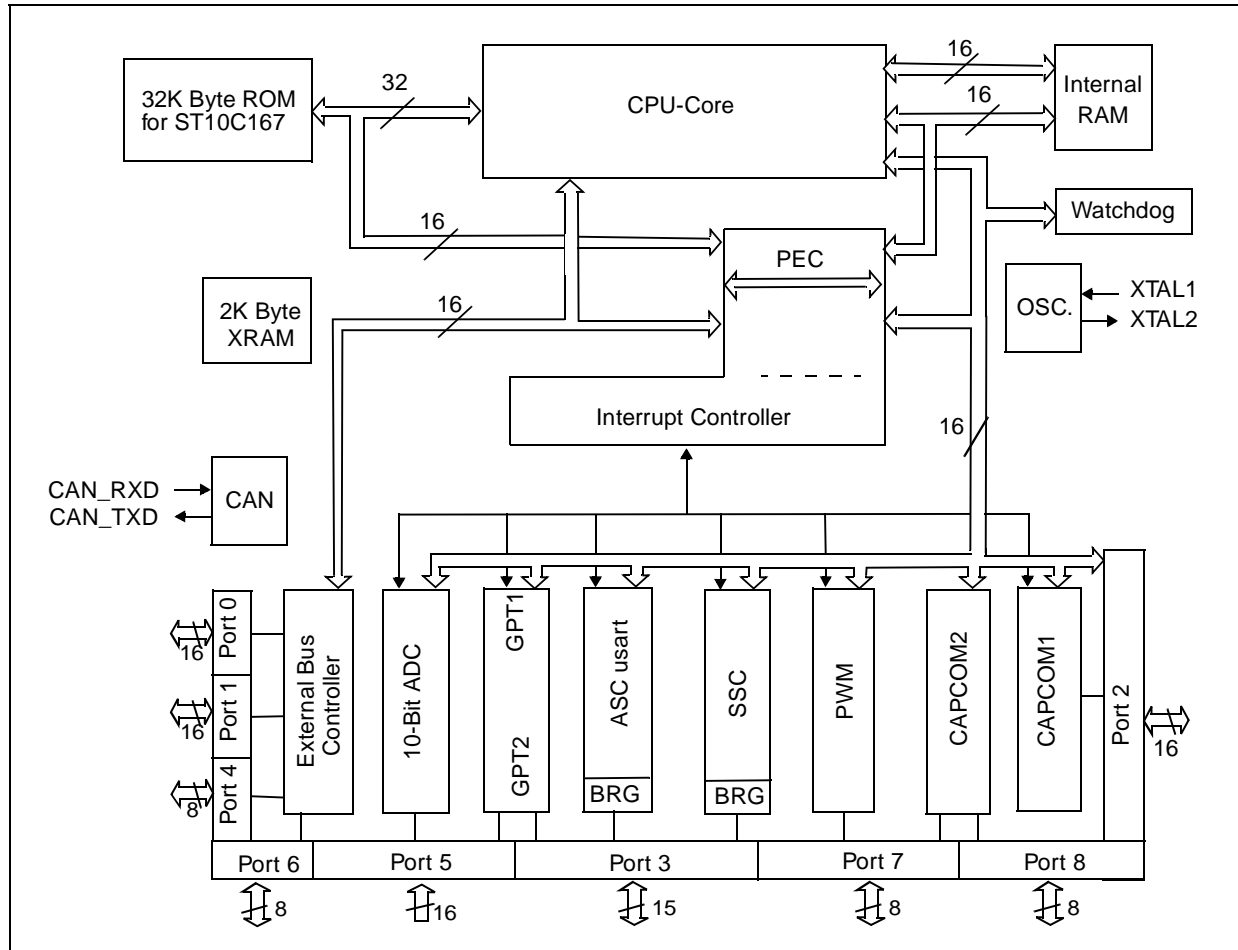 32K Byte ROM
for ST10C167
32
CPU-Core
16
16
Internal
RAM
16
PEC
Watchdog
2K Byte
XRAM
16
OSC.
XTAL1
XTAL2
Interrupt Controller
16
CAN_RXD
CAN_TXD
CAN
Port 0
16
Port 1
16
Port 4
8
External Bus
Controller
10-Bit ADC
GPT1
GPT2
ASC usart
BRG
SSC
BRG
PWM
CAPCOM2
CAPCOM1
Port 2
16
Port 6
Port 5
Port 3
Port 7
Port 8
8
16
15
8
8